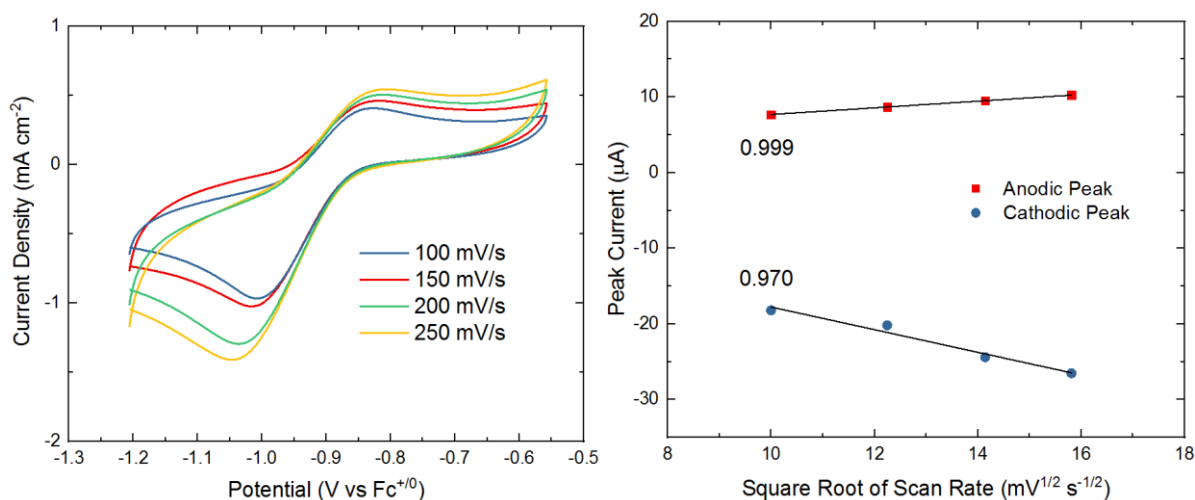 1
0
-1
-2
Current Density (mA cm⁻²)
100 mV/s
150 mV/s
200 mV/s
250 mV/s
-1.3 -1.2 -1.1 -1.0 -0.9 -0.8 -0.7 -0.6 -0.5
Potential (V vs Fc⁺/⁰)
20
10
0
-10
-20
-30
Peak Current (μA)
0.999
Anodic Peak
Cathodic Peak
0.970
8 10 12 14 16 18
Square Root of Scan Rate (mV¹/² s⁻¹/²)